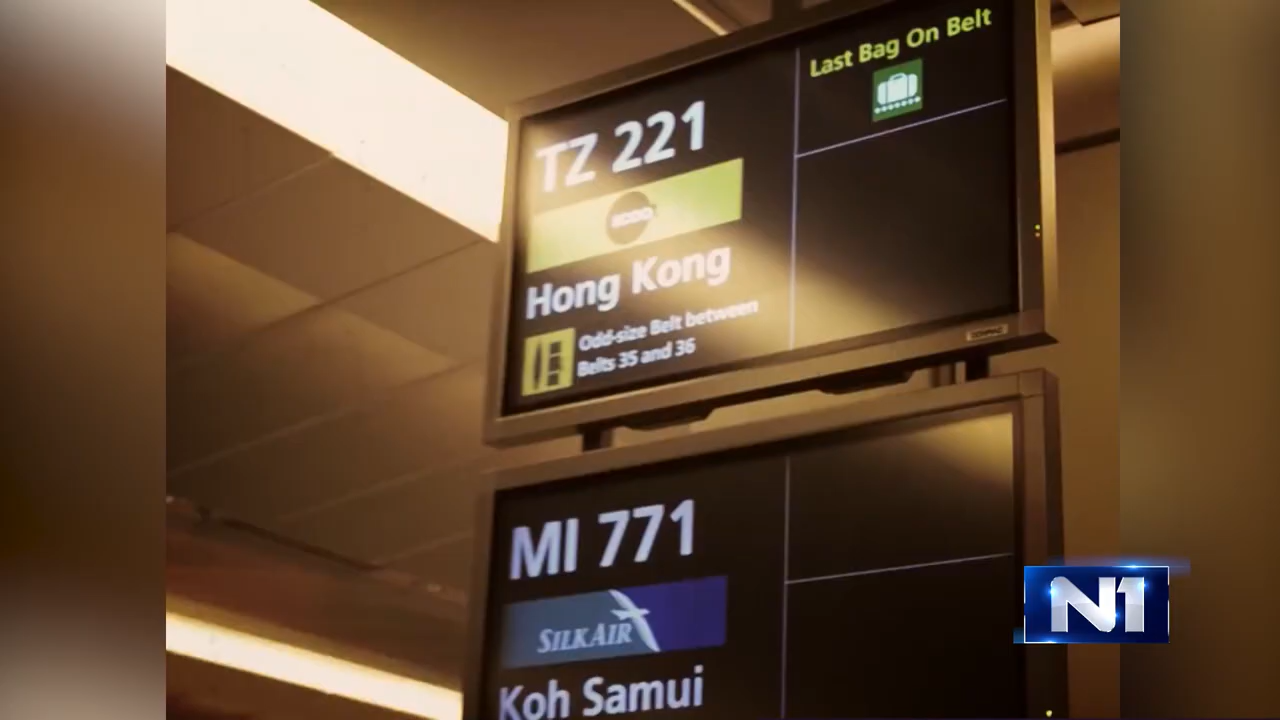 Last Bag On Belt
TZ 221
Hong Kong
Odd-size Belt between
Belts 35 and 36
MI 771
SILKAIR
Koh Samui
N1